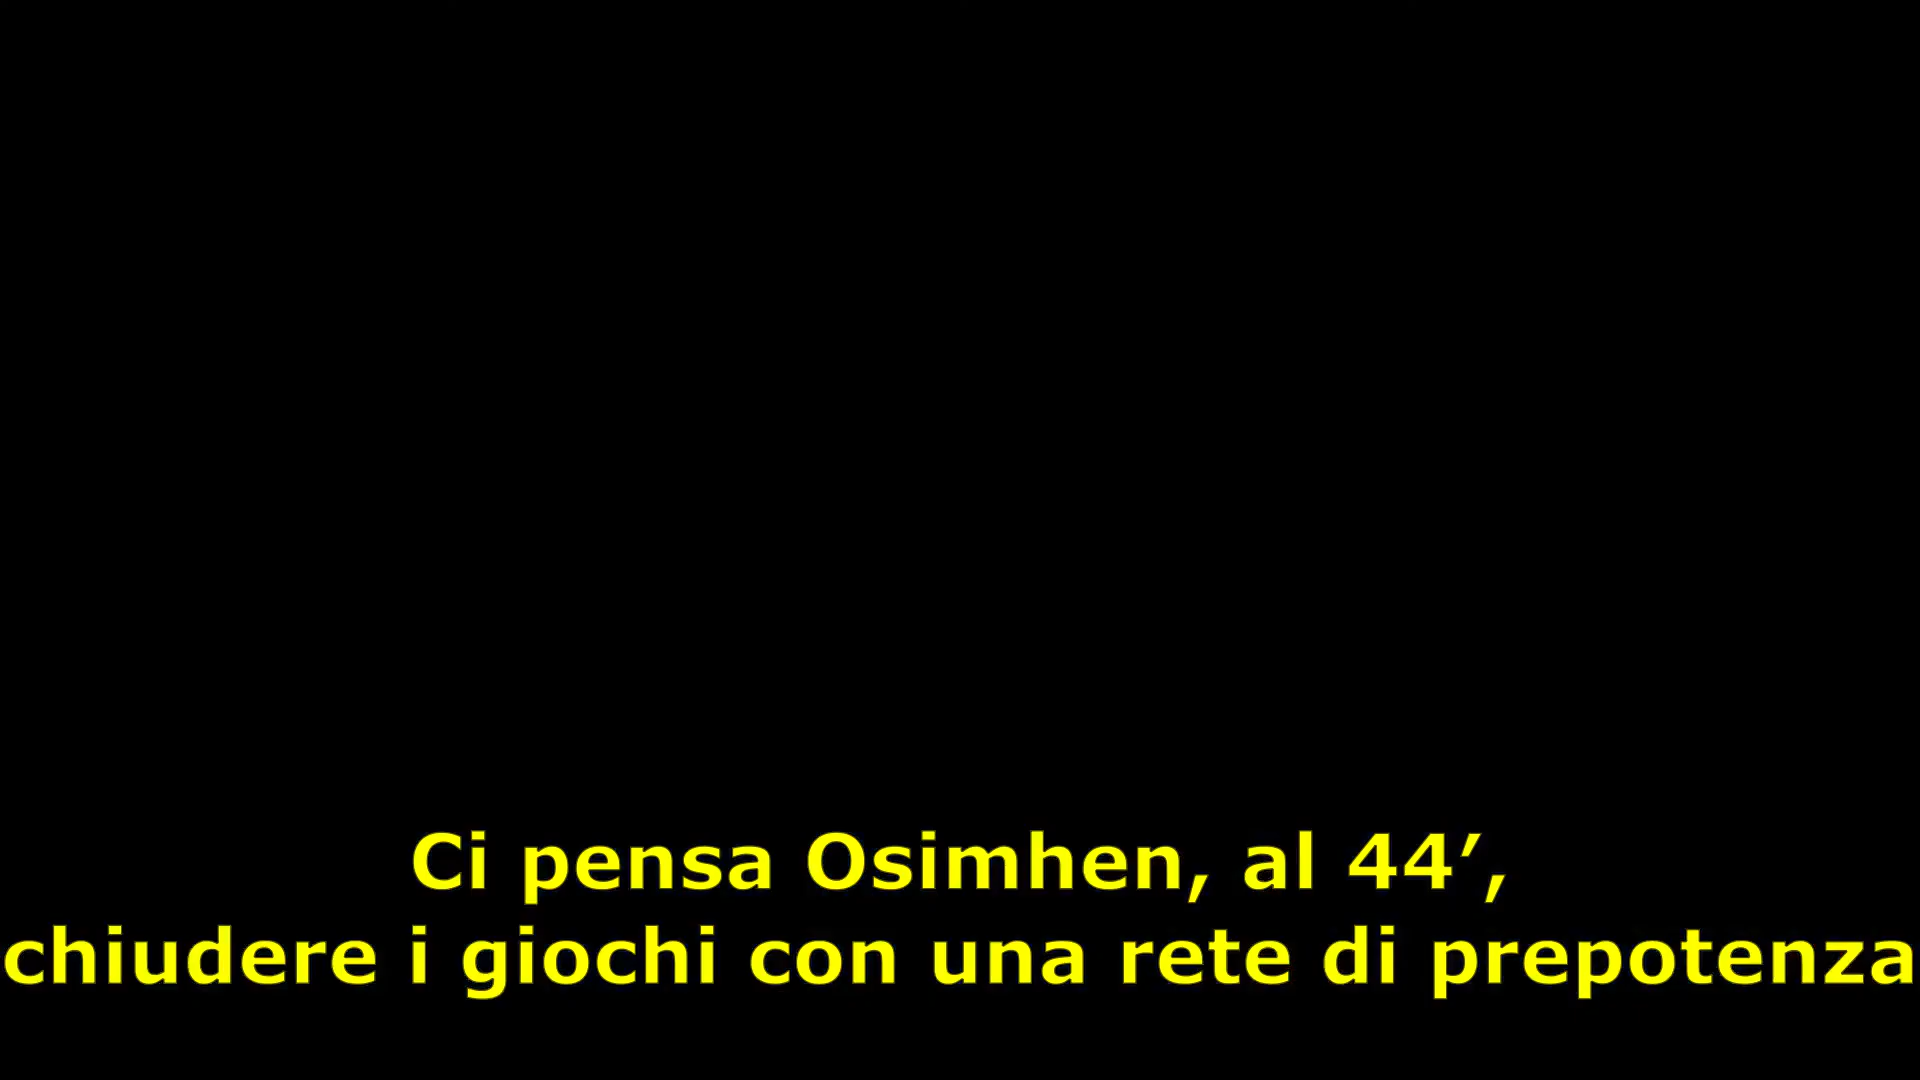 Ci pensa Osimhen, al 44’,
chiudere i giochi con una rete di prepotenza